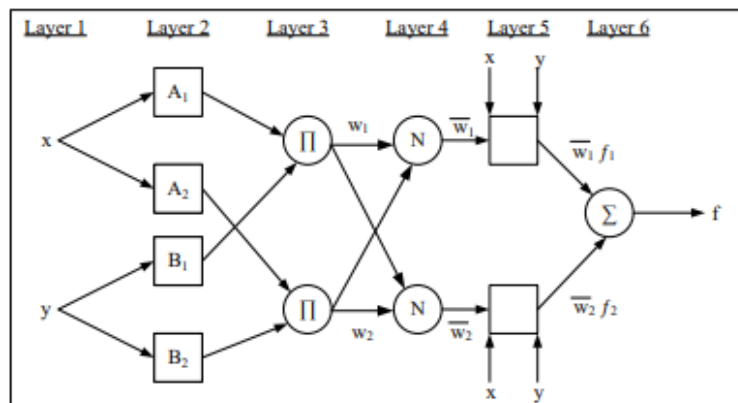 Layer 1 Layer 2 Layer 3 Layer 4 Layer 5 Layer 6
x y
A₁
∏ w₁ N w̅₁
w̅₁ f₁
x
A₂
∑ f
B₁
y
∏ w₂ N w̅₂
w̅₂ f₂
B₂
x y